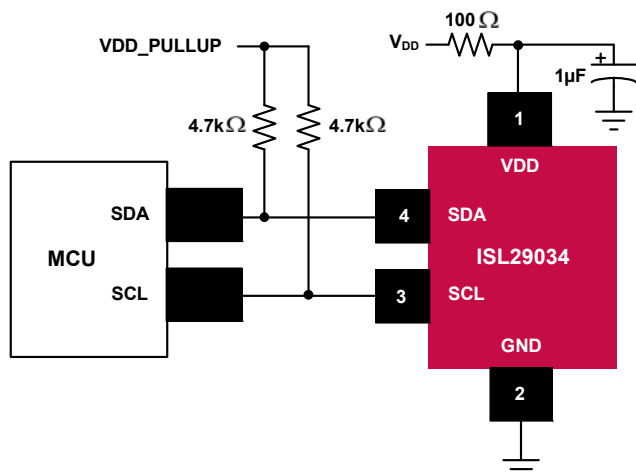 100 Ω
VDD_PULLUP
VDD
1µF
+
4.7kΩ
4.7kΩ
1
VDD
SDA
4
SDA
MCU
ISL29034
SCL
3
SCL
GND
2